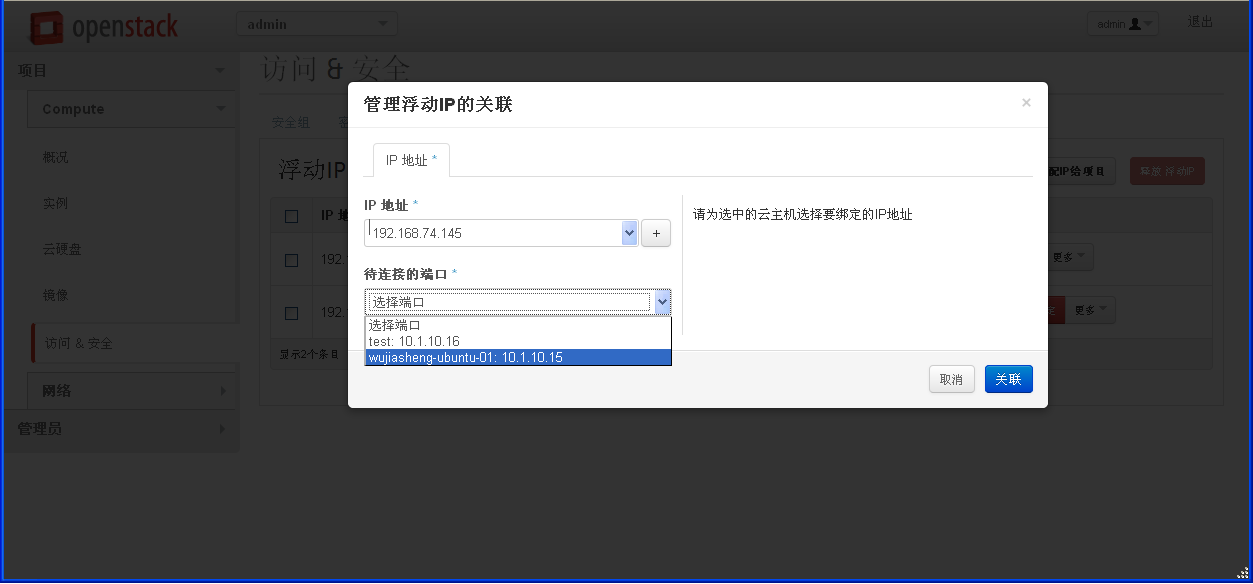 openstack
admin
admin
退出
项目
Compute
概况
实例
云硬盘
镜像
访问 & 安全
网络
管理员
访问 & 安全
安全组
浮动IP
配IP给项目
释放 浮动IP
IP 地
192.
更多
192.
更多
显示2个条目
管理浮动IP的关联
×
IP 地址 *
IP 地址 *
192.168.74.145
+
待连接的端口 *
选择端口
选择端口
test: 10.1.10.16
wujiasheng-ubuntu-01: 10.1.10.15
请为选中的云主机选择要绑定的IP地址
取消
关联